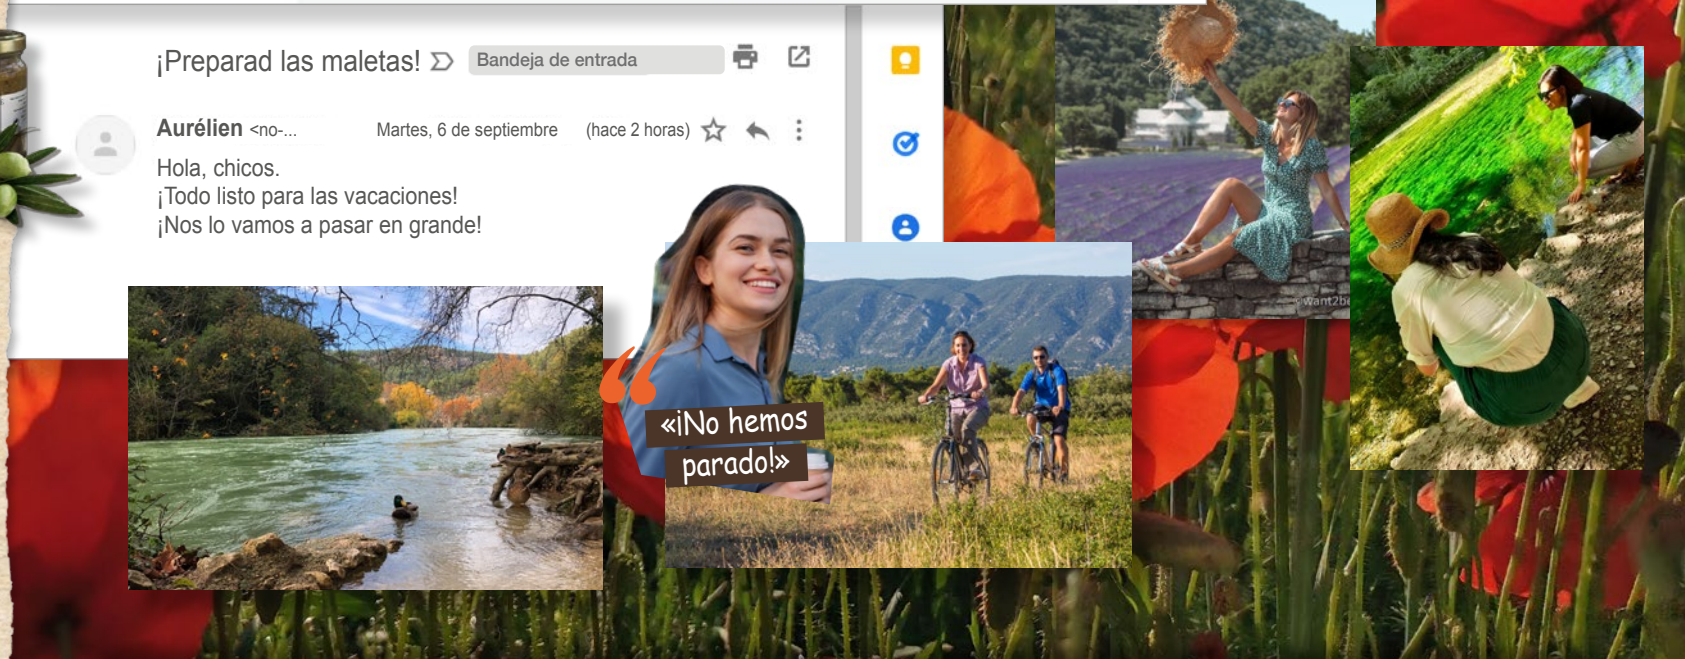 ¡Preparad las maletas!
Bandeja de entrada
Aurélien <no-... Martes, 6 de septiembre (hace 2 horas)
Hola, chicos.
¡Todo listo para las vacaciones!
¡Nos lo vamos a pasar en grande!
«¡No hemos
parado!»